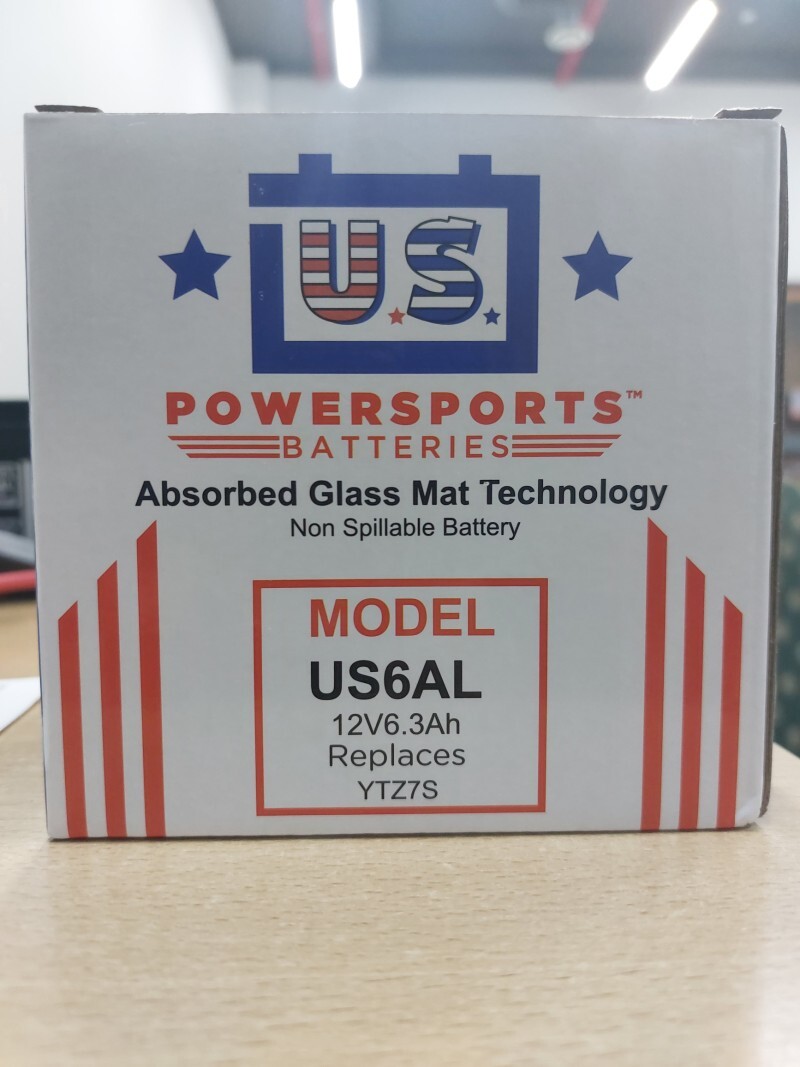 U.S.
POWERSPORTS™
BATTERIES
Absorbed Glass Mat Technology
Non Spillable Battery
MODEL
US6AL
12V6.3Ah
Replaces
YTZ7S